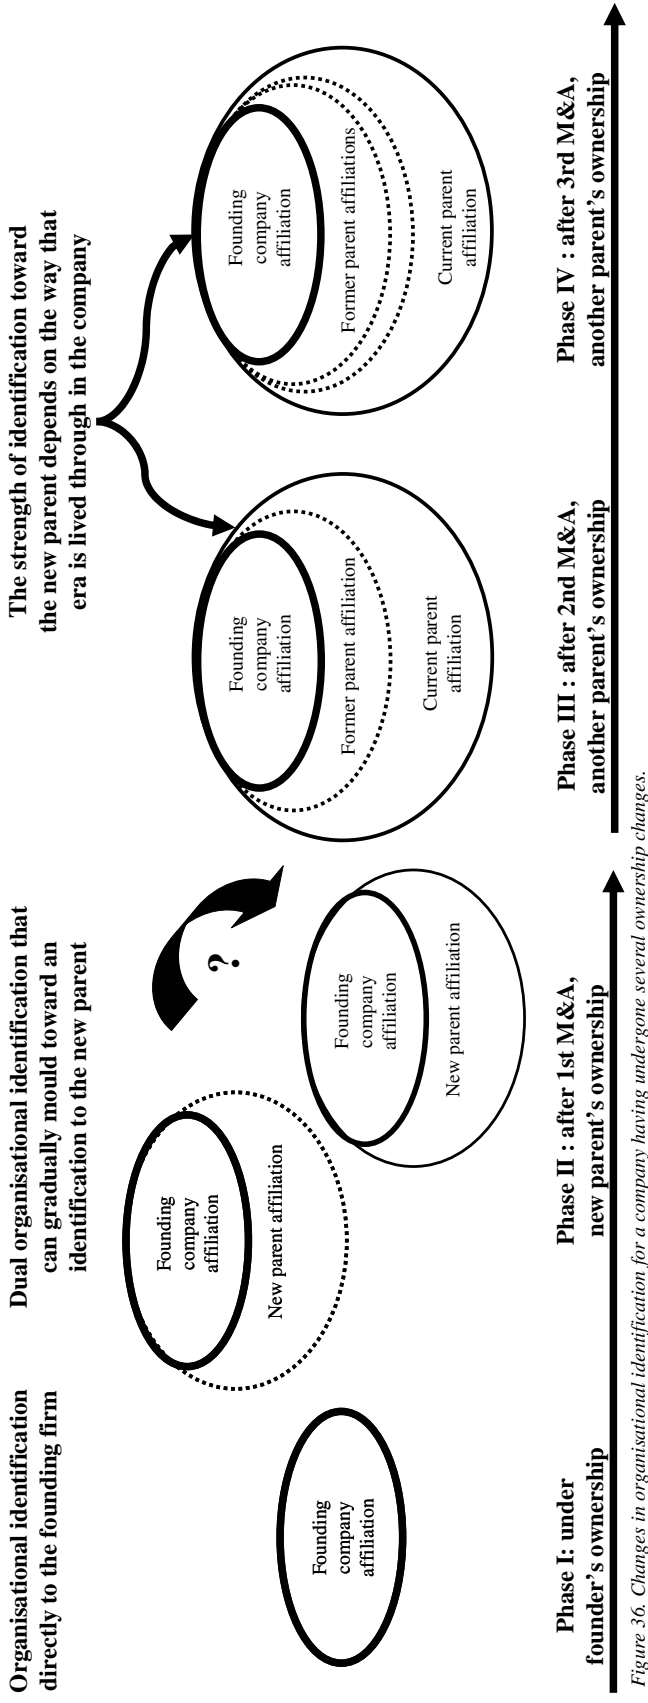 Organisational identification
directly to the founding firm
Dual organisational identification that
can gradually mould toward an
identification to the new parent
The strength of identification toward
the new parent depends on the way that
era is lived through in the company
Founding
company
affiliation
Founding
company
affiliation
New parent affiliation
?
Founding
company
affiliation
New parent affiliation
Founding
company
affiliation
Former parent affiliation
Current parent
affiliation
Founding
company
affiliation
Former parent affiliations
Current parent
affiliation
Phase I: under
founder's ownership
Phase II : after 1st M&A,
new parent's ownership
Phase III : after 2nd M&A,
another parent's ownership
Phase IV : after 3rd M&A,
another parent's ownership
Figure 36. Changes in organisational identification for a company having undergone several ownership changes.